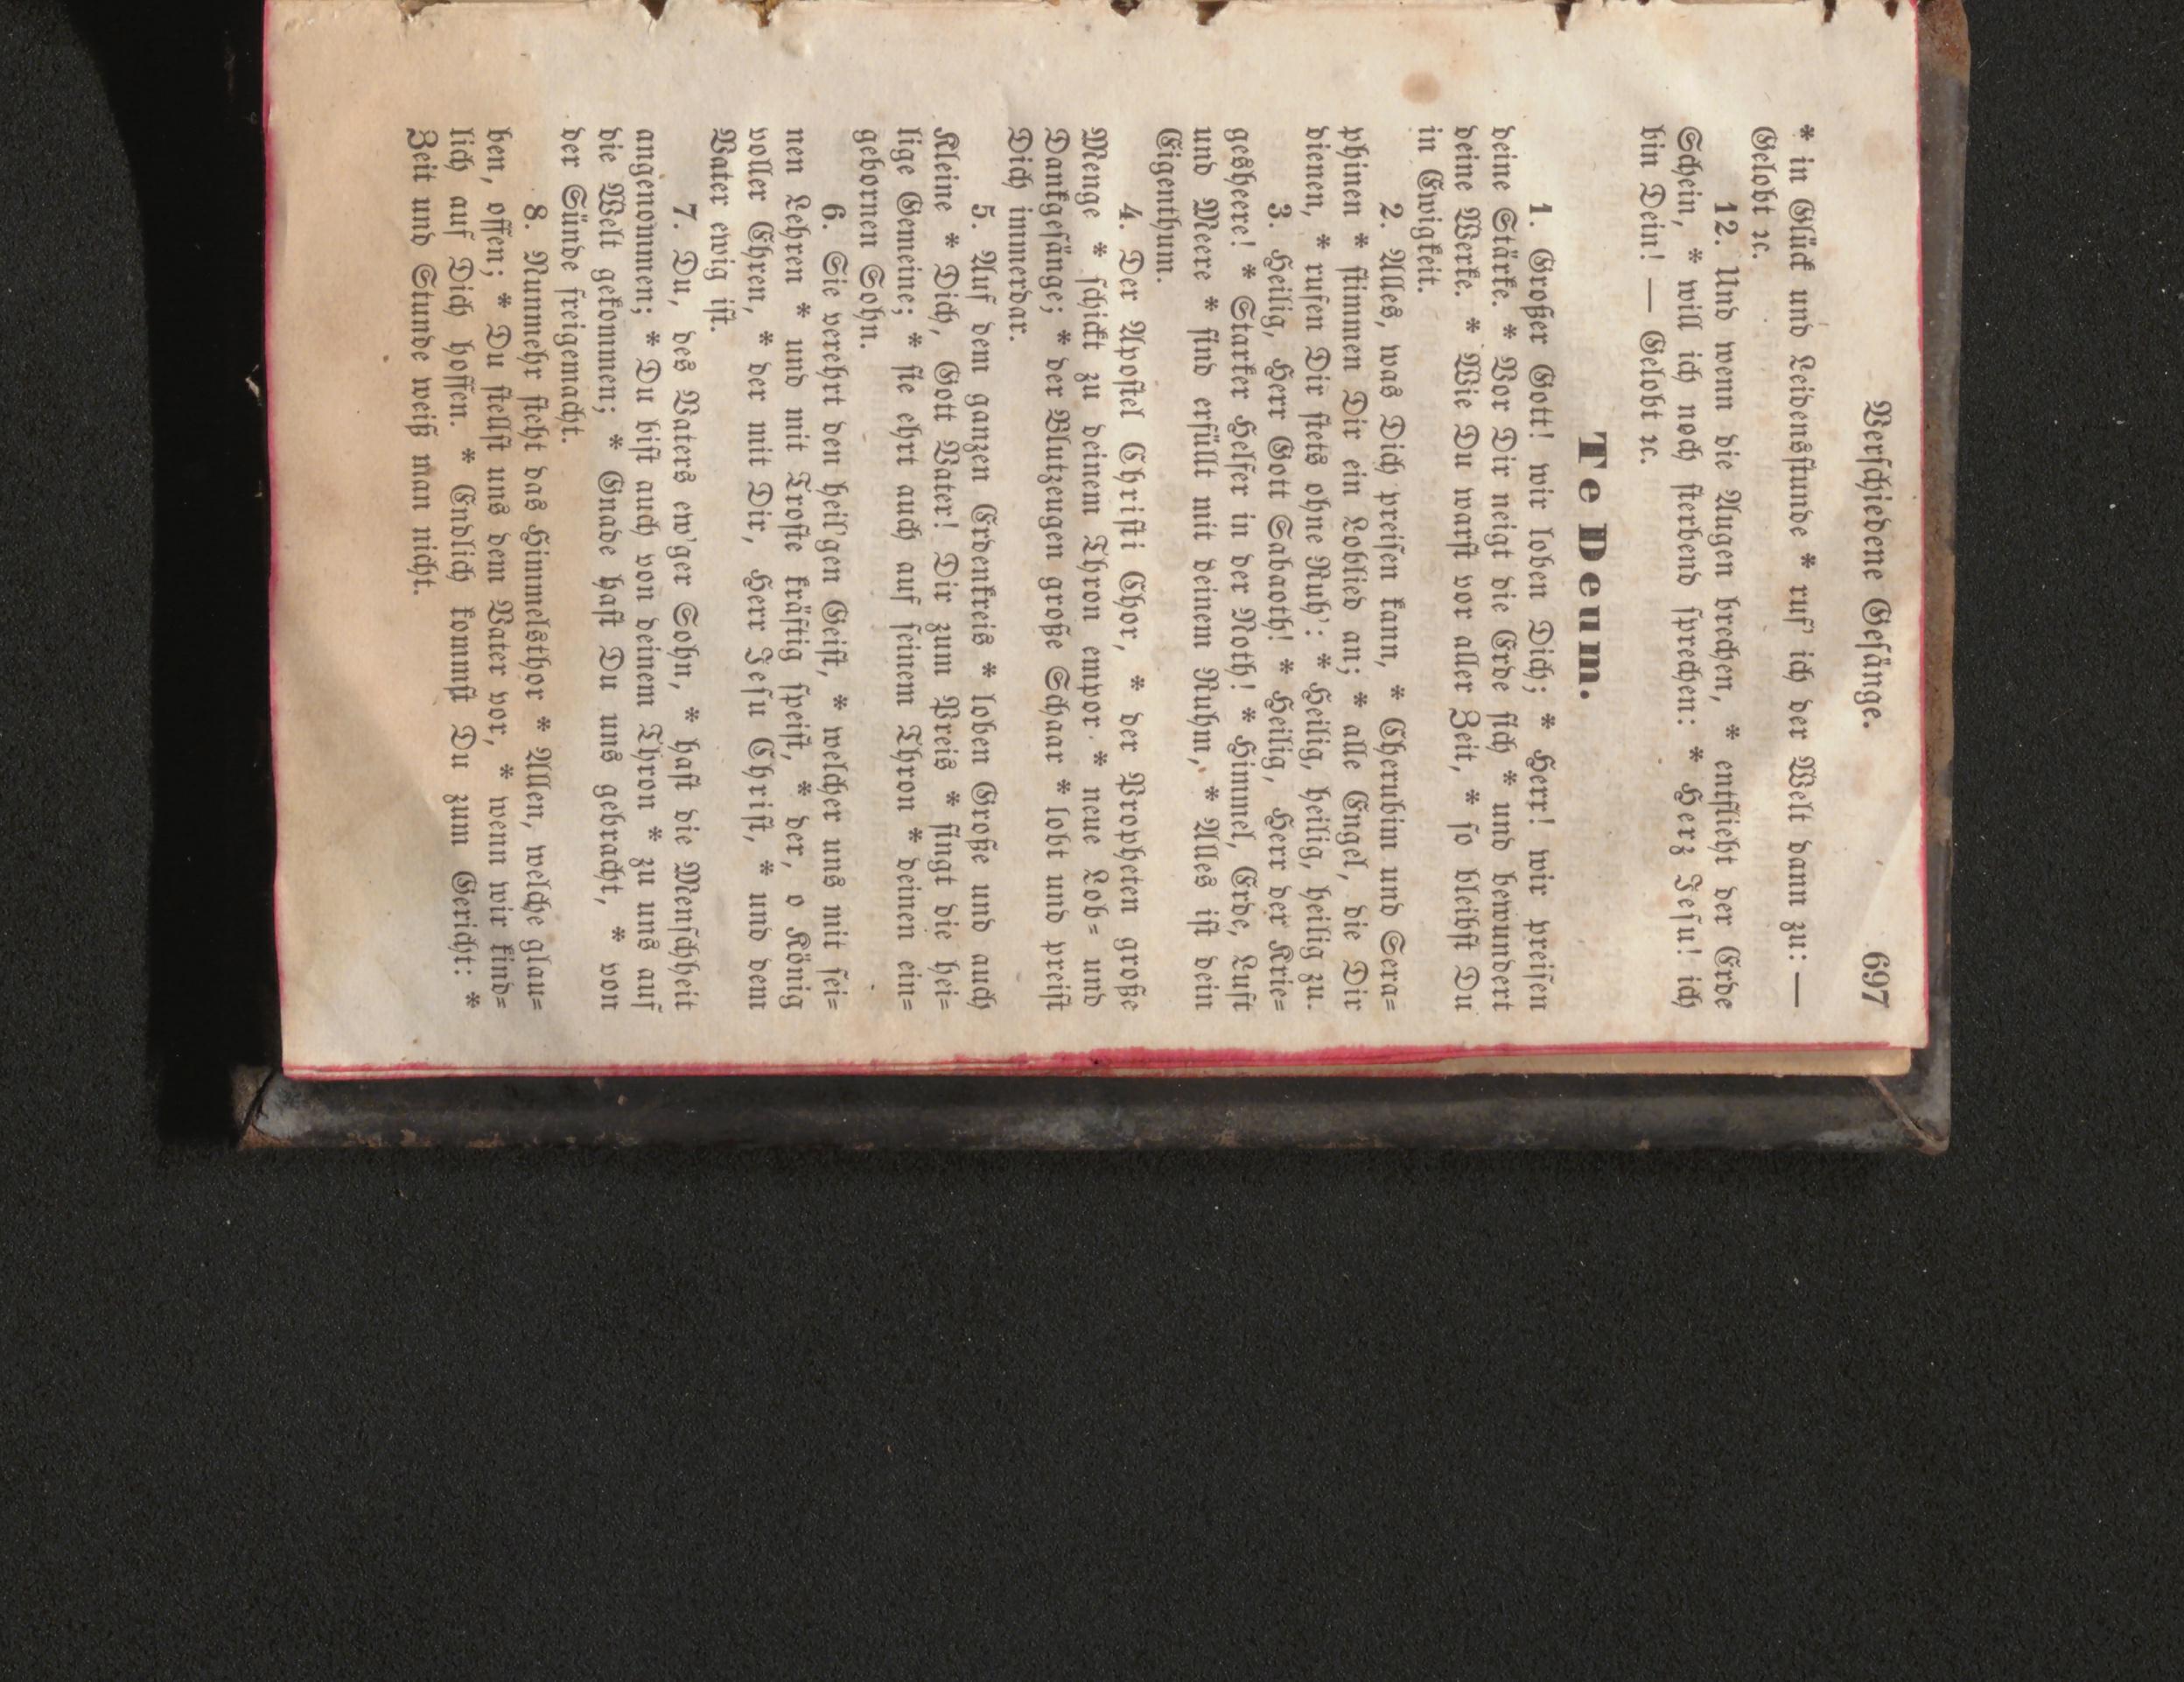 Verschiedene Gesänge. 697
* in Glück und Leidensstunde * ruf' ich der Welt dann zu: —
Gelobt ꝛc.
12. Und wenn die Augen brechen, * entflieht der Erde
Schein, * will ich noch sterbend sprechen: * Herz Jesu! ich
bin Dein! — Gelobt ꝛc.
Te Deum.
1. Großer Gott! wir loben Dich; * Herr! wir preisen
deine Stärke. * Vor Dir neigt die Erde sich * und bewundert
deine Werke. * Wie Du warst vor aller Zeit, * so bleibst Du
in Ewigkeit.
2. Alles, was Dich preisen kann, * Cherubim und Sera=
phinen * stimmen Dir ein Loblied an; * alle Engel, die Dir
dienen, * rufen Dir stets ohne Ruh': * Heilig, heilig, heilig zu.
3. Heilig, Herr Gott Sabaoth! * Heilig, Herr der Krie=
gesheere! * Starker Helfer in der Noth! * Himmel, Erde, Luft
und Meere * sind erfüllt mit deinem Ruhm, * Alles ist dein
Eigenthum.
4. Der Apostel Christi Chor, * der Propheten große
Menge * schickt zu deinem Thron empor * neue Lob= und
Dankgesänge; * der Blutzeugen große Schaar * lobt und preist
Dich immerdar.
5. Auf dem ganzen Erdenkreis * loben Große und auch
Kleine * Dich, Gott Vater! Dir zum Preis * singt die hei=
lige Gemeine; * sie ehrt auch auf seinem Thron * deinen ein=
gebornen Sohn.
6. Sie verehrt den heil'gen Geist, * welcher uns mit sei=
nen Lehren * und mit Troste kräftig speist, * der, o König
voller Ehren, * der mit Dir, Herr Jesu Christ, * und dem
Vater ewig ist.
7. Du, des Vaters ew'ger Sohn, * hast die Menschheit
angenommen; * Du bist auch von deinem Thron * zu uns auf
die Welt gekommen; * Gnade hast Du uns gebracht, * von
der Sünde freigemacht.
8. Nunmehr steht das Himmelsthor * Allen, welche glau=
ben, offen; * Du stellst uns dem Vater vor, * wenn wir kind=
lich auf Dich hoffen. * Endlich kommst Du zum Gericht: *
Zeit und Stunde weiß man nicht.